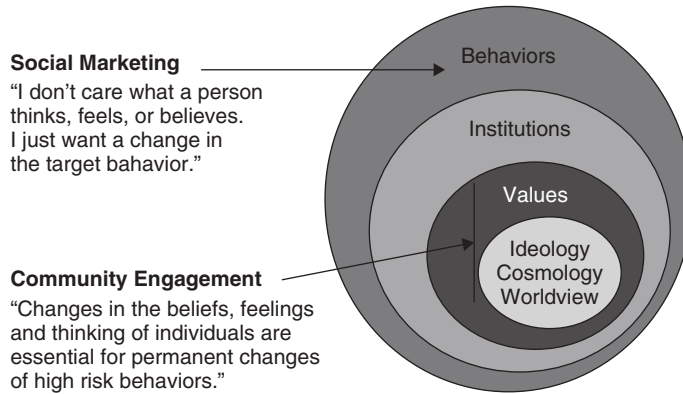 Social Marketing
“I don’t care what a person
thinks, feels, or believes.
I just want a change in
the target bahavior.”
Community Engagement
“Changes in the beliefs, feelings
and thinking of individuals are
essential for permanent changes
of high risk behaviors.”
Behaviors
Institutions
Values
Ideology
Cosmology
Worldview